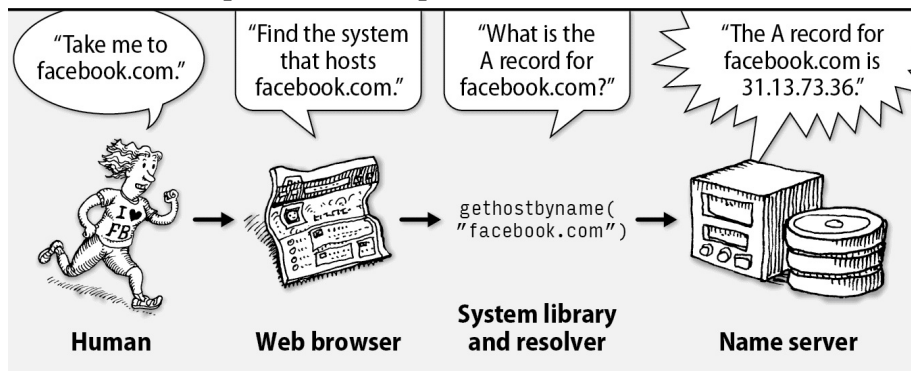 “Take me to
facebook.com.”
“Find the system
that hosts
facebook.com.”
“What is the
A record for
facebook.com?”
“The A record for
facebook.com is
31.13.73.36.”
I ♥
FB
gethostbyname(
"facebook.com")
Human
Web browser
System library
and resolver
Name server